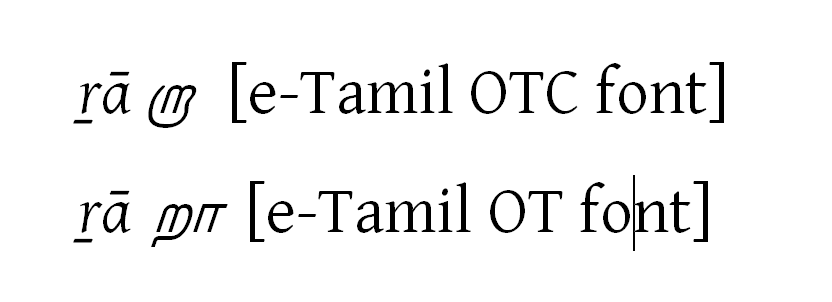 ṟā றா [e-Tamil OTC font]
ṟā றா [e-Tamil OT font]